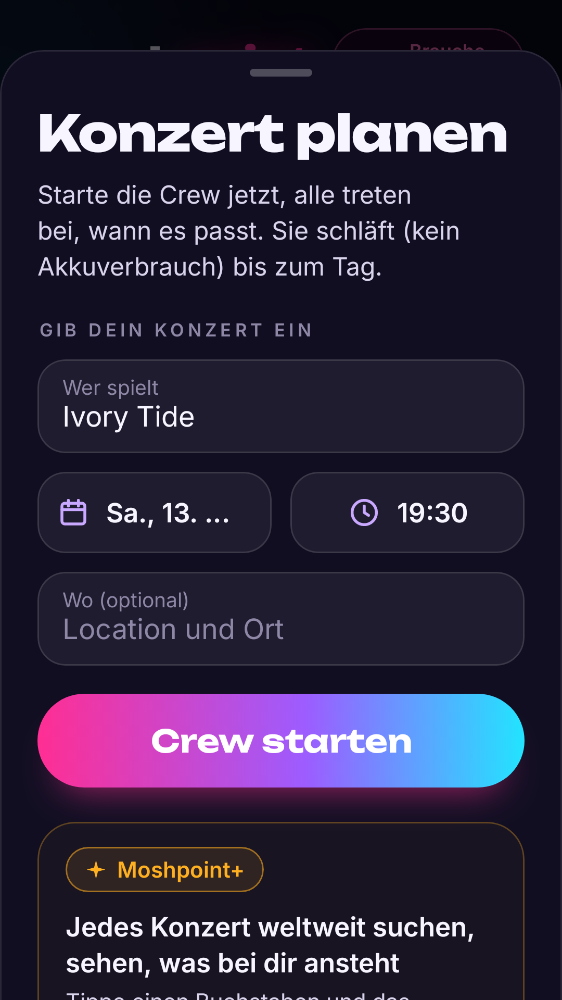 Konzert planen
Starte die Crew jetzt, alle treten
bei, wann es passt. Sie schläft (kein
Akkuverbrauch) bis zum Tag.
GIB DEIN KONZERT EIN
Wer spielt
Ivory Tide
Sa., 13. ...
19:30
Wo (optional)
Location und Ort
Crew starten
Moshpoint+
Jedes Konzert weltweit suchen,
sehen, was bei dir ansteht